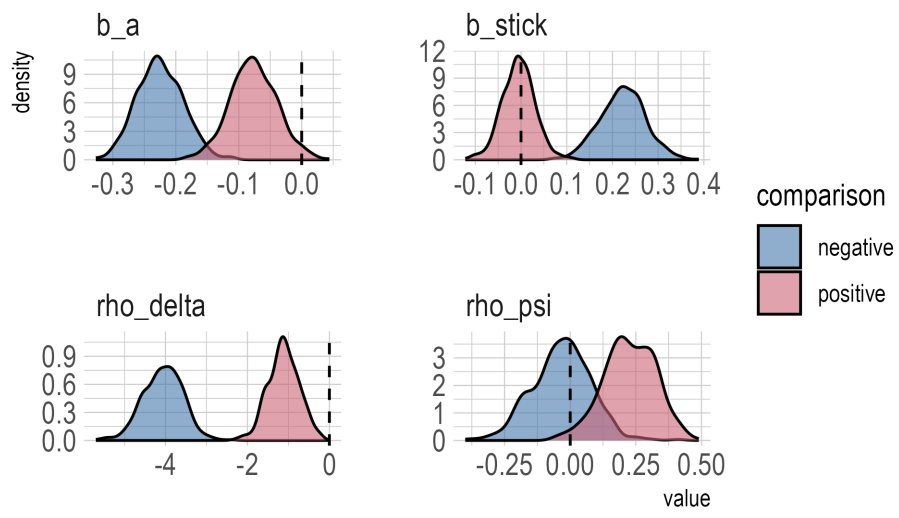 b_a
density
9
6
3
0
-0.3 -0.2 -0.1 0.0
b_stick
12
9
6
3
0
-0.1 0.0 0.1 0.2 0.3 0.4
comparison
negative
positive
rho_delta
0.9
0.6
0.3
0.0
-4 -2 0
rho_psi
3
2
1
0
-0.25 0.00 0.25 0.50
value